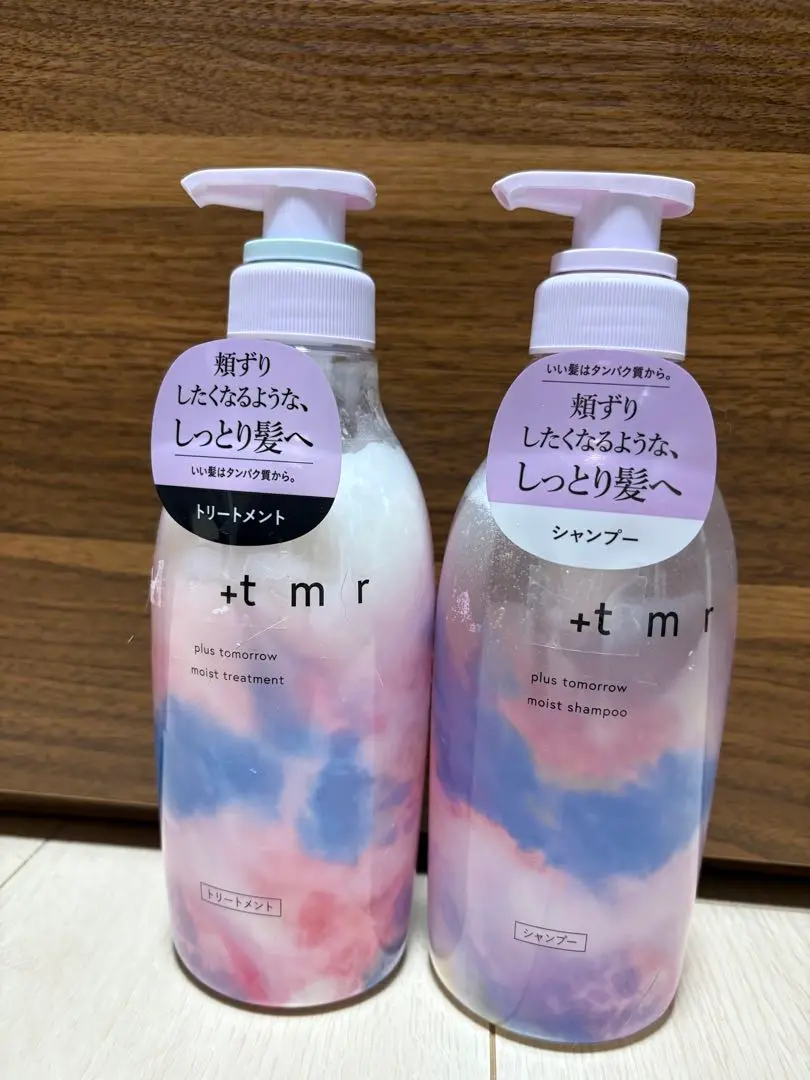 頬ずり
したくなるような、
しっとり髪へ
いい髪はタンパク質から。
トリートメント
+t m r
plus tomorrow
moist treatment
トリートメント
いい髪はタンパク質から。
頬ずり
したくなるような、
しっとり髪へ
シャンプー
+t m r
plus tomorrow
moist shampoo
シャンプー